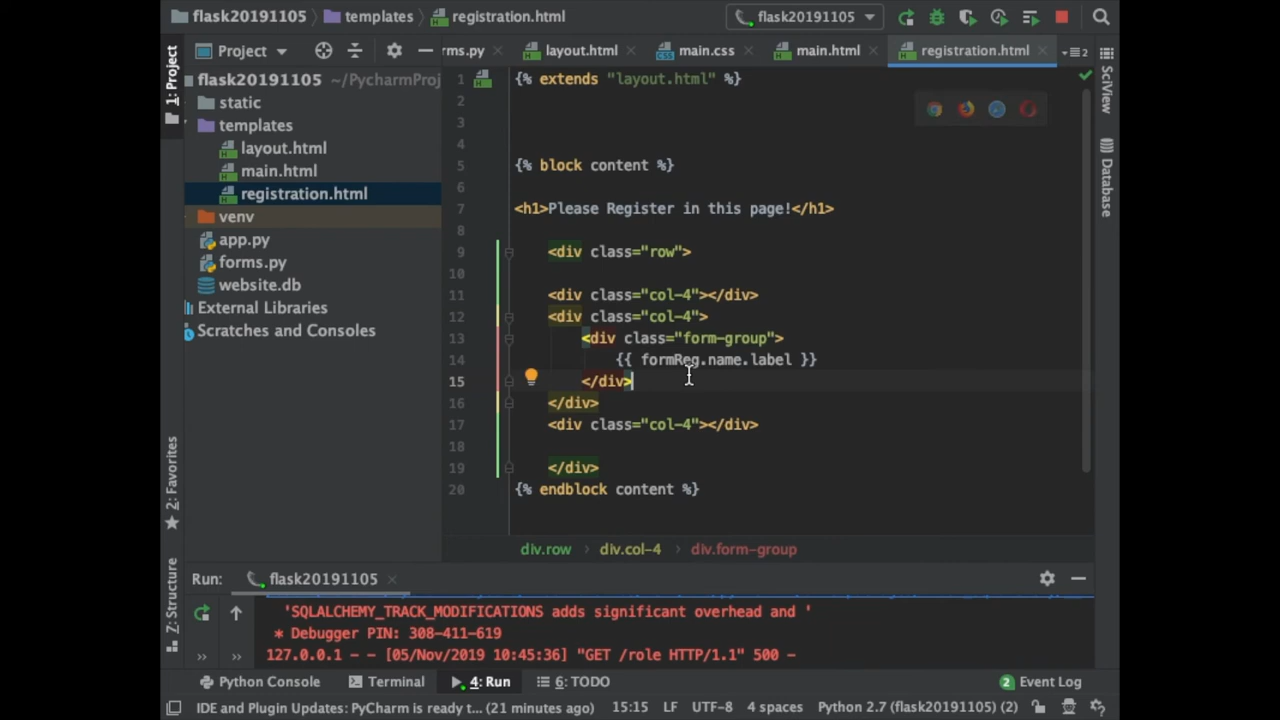 flask20191105 templates registration.html flask20191105
1: Project
Project
rms.py layout.html main.css main.html registration.html 2
flask20191105 ~/PycharmProj
static
templates
layout.html
main.html
registration.html
venv
app.py
forms.py
website.db
External Libraries
Scratches and Consoles
1 {% extends "layout.html" %}
2
3
4
5 {% block content %}
6
7 <h1>Please Register in this page!</h1>
8
9 <div class="row">
10
11 <div class="col-4"></div>
12 <div class="col-4">
13 <div class="form-group">
14 {{ formReg.name.label }}
15 </div>
16 </div>
17 <div class="col-4"></div>
18
19 </div>
20 {% endblock content %}
div.row div.col-4 div.form-group
SciView
Database
2: Favorites
Z: Structure
Run: flask20191105
'SQLALCHEMY_TRACK_MODIFICATIONS adds significant overhead and '
* Debugger PIN: 308-411-619
127.0.0.1 - - [05/Nov/2019 10:45:36] "GET /role HTTP/1.1" 500 -
» »
Python Console Terminal 4: Run 6: TODO 2 Event Log
IDE and Plugin Updates: PyCharm is ready t... (21 minutes ago) 15:15 LF UTF-8 4 spaces Python 2.7 (flask20191105) (2)